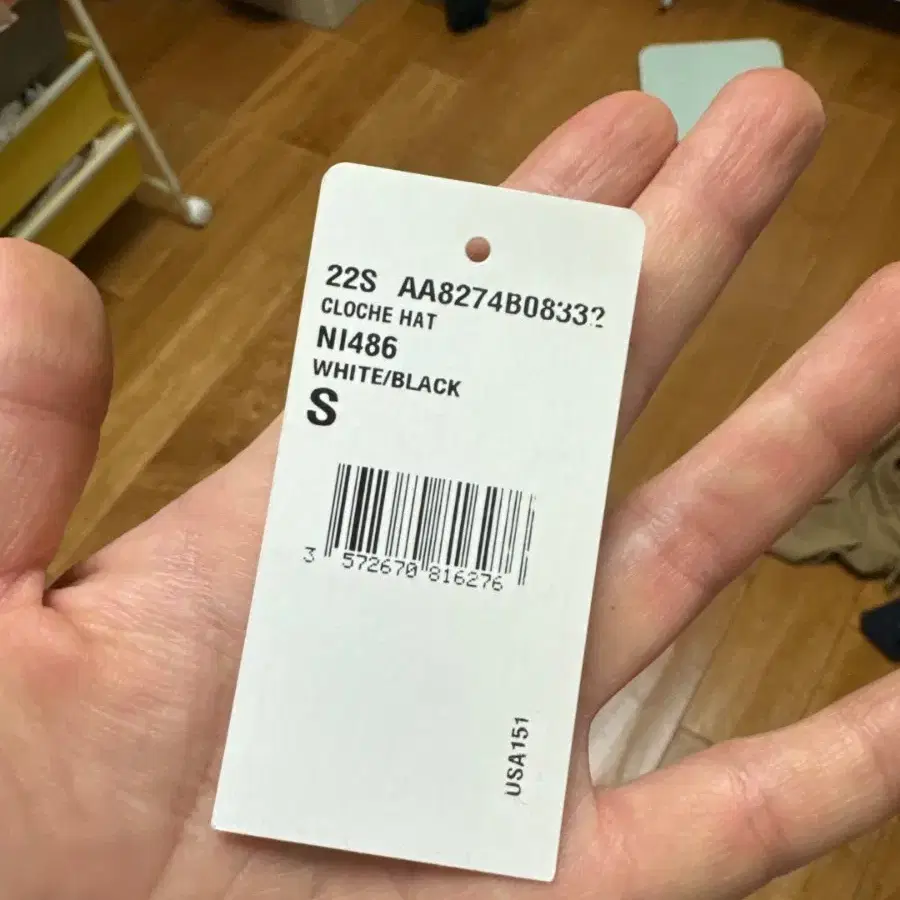 22S AA8274B08332
CLOCHE HAT
NI486
WHITE/BLACK
S
3 572670 816276
USA151